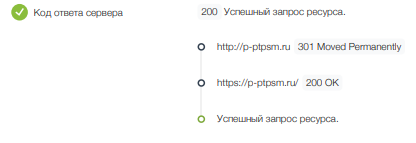 Код ответа сервера 200 Успешный запрос ресурса.
http://p-ptpsm.ru 301 Moved Permanently
https://p-ptpsm.ru/ 200 OK
Успешный запрос ресурса.